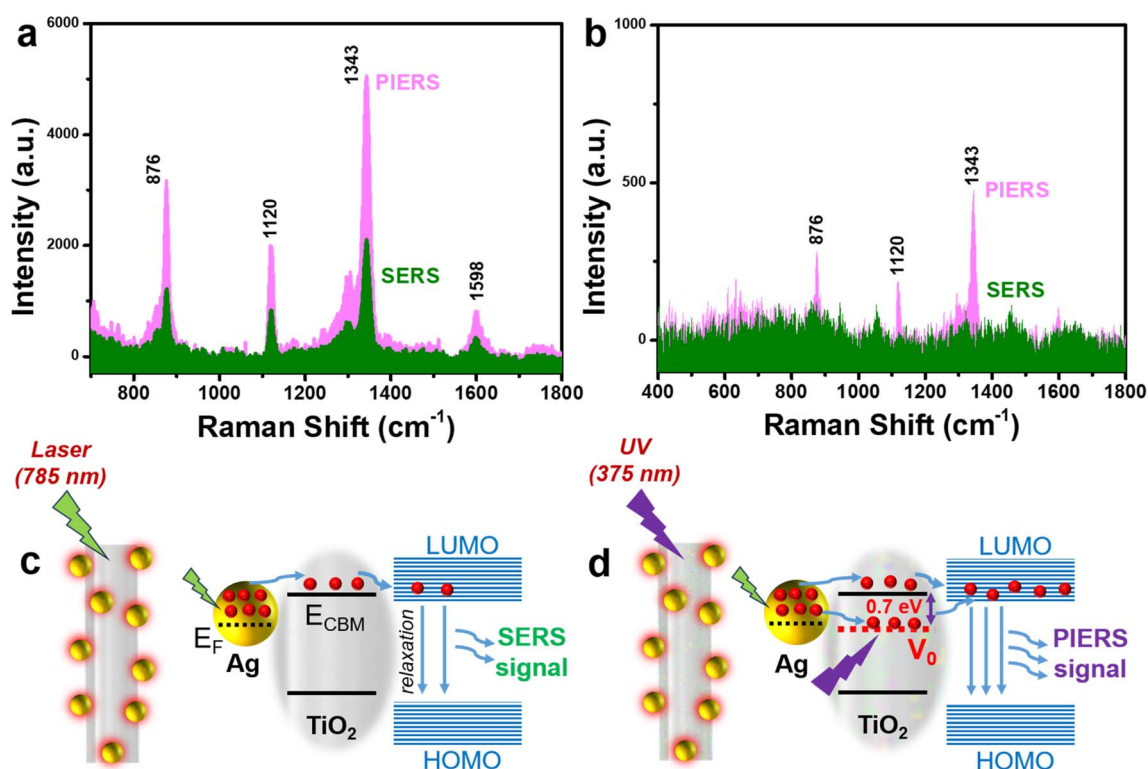 a
6000
4000
2000
0
Intensity (a.u.)
876
1120
1343
1598
PIERS
SERS
800 1000 1200 1400 1600 1800
Raman Shift (cm⁻¹)
b
1000
500
0
Intensity (a.u.)
876
1120
1343
PIERS
SERS
400 600 800 1000 1200 1400 1600 1800
Raman Shift (cm⁻¹)
Laser
(785 nm)
c
E_F
Ag
E_CBM
TiO₂
LUMO
relaxation
SERS
signal
HOMO
UV
(375 nm)
d
Ag
0.7 eV
V₀
TiO₂
LUMO
PIERS
signal
HOMO